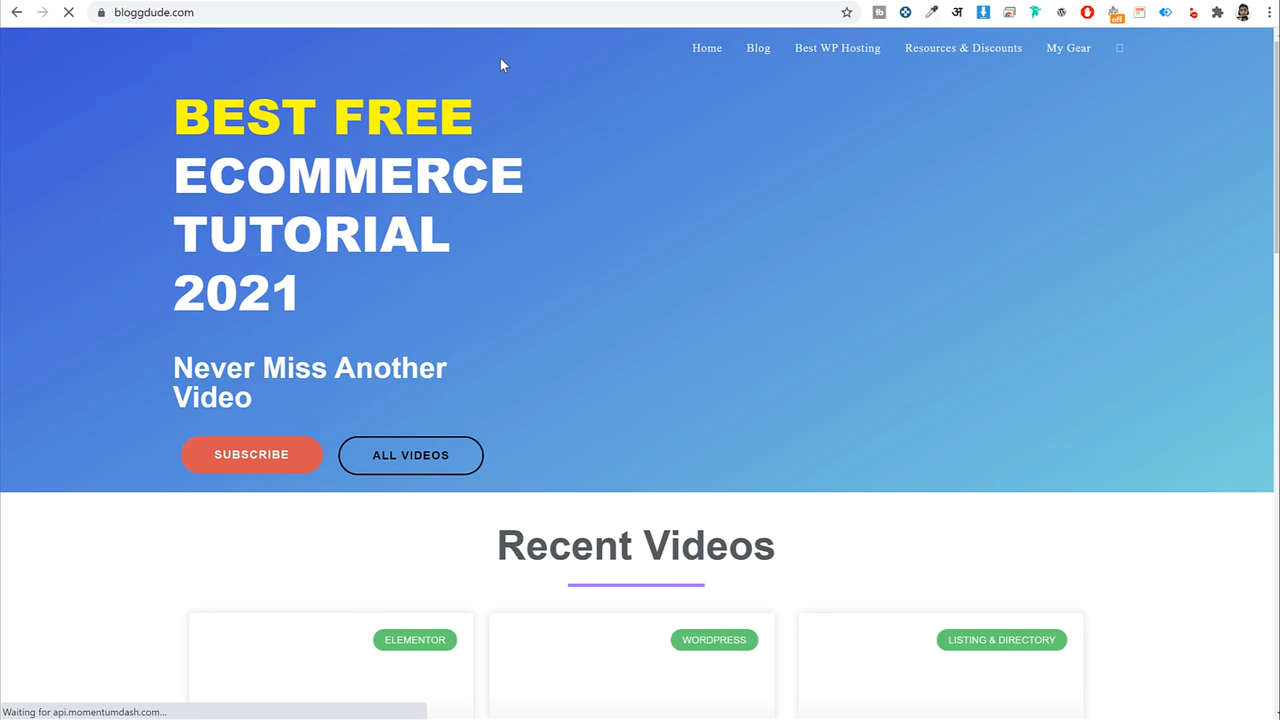 bloggdude.com
Home Blog Best WP Hosting Resources & Discounts My Gear
BEST FREE
ECOMMERCE
TUTORIAL
2021
Never Miss Another
Video
SUBSCRIBE ALL VIDEOS
Recent Videos
ELEMENTOR WORDPRESS LISTING & DIRECTORY
Waiting for api.momentumdash.com...